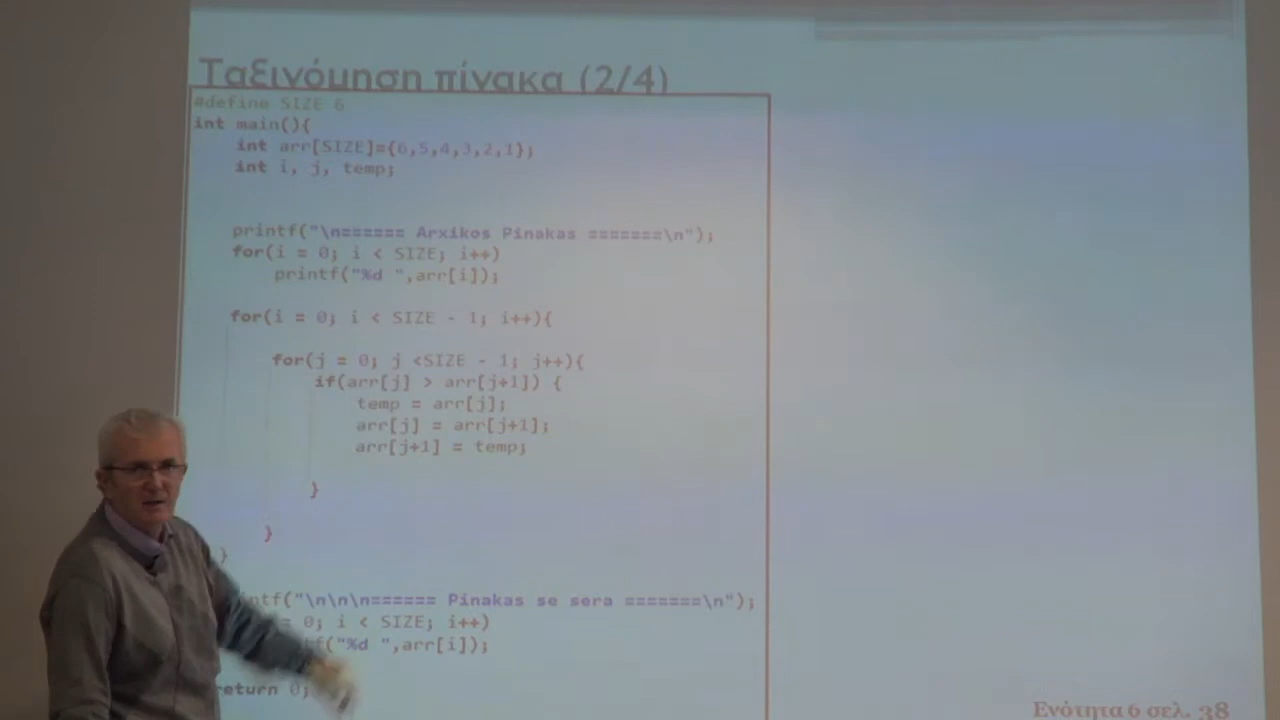 Ταξινόμηση πίνακα (2/4)
#define SIZE 6
int main(){
int arr[SIZE]={6,5,4,3,2,1};
int i, j, temp;
printf("\n====== Arxikos Pinakas =======\n");
for(i = 0; i < SIZE; i++)
printf("%d ",arr[i]);
for(i = 0; i < SIZE - 1; i++){
for(j = 0; j <SIZE - 1; j++){
if(arr[j] > arr[j+1]) {
temp = arr[j];
arr[j] = arr[j+1];
arr[j+1] = temp;
}
}
}
ntf("\n\n\n====== Pinakas se sera =======\n");
= 0; i < SIZE; i++)
f("%d ",arr[i]);
return 0;
Ενότητα 6 σελ. 38